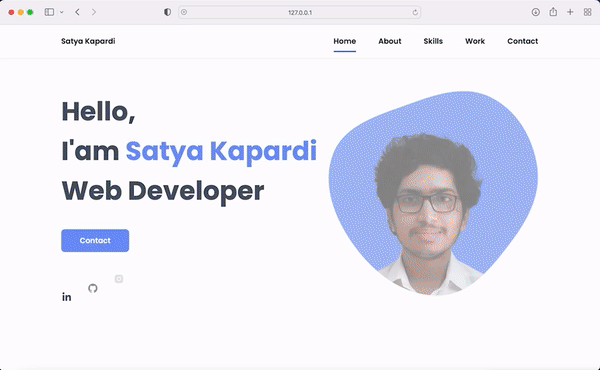 127.0.0.1
Satya Kapardi
Home About Skills Work Contact
Hello,
I'am Satya Kapardi
Web Developer
Contact
in